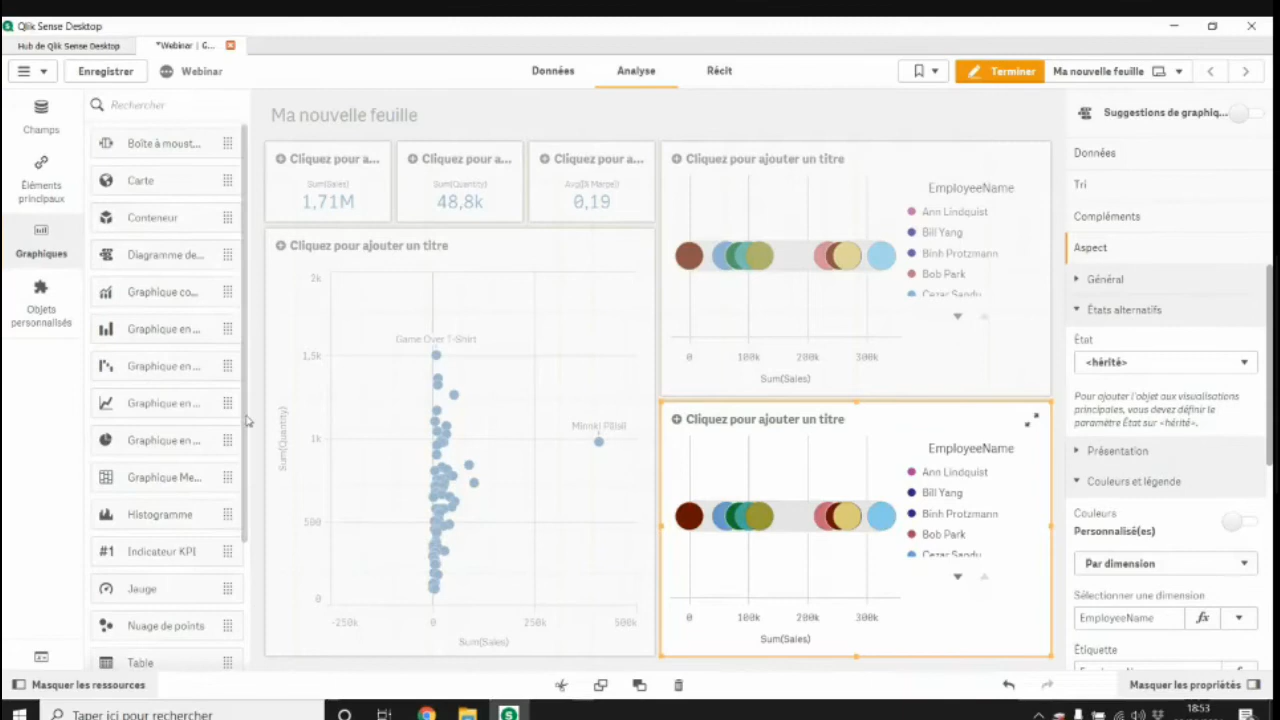 Qlik Sense Desktop
Hub de Qlik Sense Desktop
*Webinar | G...
Enregistrer
Webinar
Données
Analyse
Récit
Terminer
Ma nouvelle feuille
Champs
Éléments principaux
Graphiques
Objets personnalisés
Rechercher
Boîte à moust...
Carte
Conteneur
Diagramme de...
Graphique co...
Graphique en ...
Graphique en ...
Graphique en ...
Graphique en ...
Graphique Me...
Histogramme
#1 Indicateur KPI
Jauge
Nuage de points
Table
Ma nouvelle feuille
Cliquez pour a...
Sum(Sales)
1,71M
Cliquez pour a...
Sum(Quantity)
48,8k
Cliquez pour a...
Avg(% Marge)
0,19
Cliquez pour ajouter un titre
2k
1,5k
1k
500
0
Sum(Quantity)
Game Over T-Shirt
Minnki Pälsii
-250k
0
250k
500k
Sum(Sales)
Cliquez pour ajouter un titre
EmployeeName
Ann Lindquist
Bill Yang
Binh Protzmann
Bob Park
Cezar Sandu
0
100k
200k
300k
Sum(Sales)
Cliquez pour ajouter un titre
EmployeeName
Ann Lindquist
Bill Yang
Binh Protzmann
Bob Park
Cezar Sandu
0
100k
200k
300k
Sum(Sales)
Suggestions de graphiq...
Données
Tri
Compléments
Aspect
Général
États alternatifs
État
<hérité>
Pour ajouter l'objet aux visualisations
principales, vous devez définir le
paramètre État sur <hérité>.
Présentation
Couleurs et légende
Couleurs
Personnalisé(es)
Par dimension
Sélectionner une dimension
EmployeeName
fx
Étiquette
Masquer les ressources
Masquer les propriétés
Taper ici pour rechercher
18:53